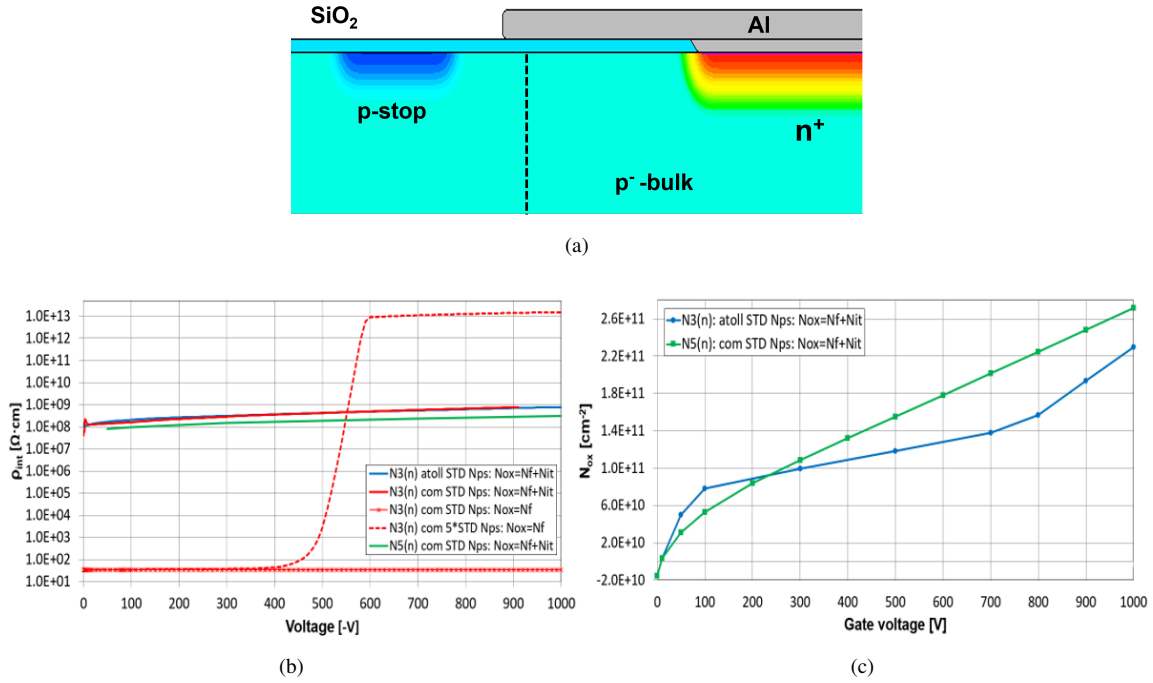 SiO₂
Al
p-stop
n⁺
p⁻ -bulk
(a)
1.0E+13
1.0E+12
1.0E+11
1.0E+10
1.0E+09
1.0E+08
1.0E+07
1.0E+06
1.0E+05
1.0E+04
1.0E+03
1.0E+02
1.0E+01
ρint [Ω·cm]
N3(n) atoll STD Nps: Nox=Nf+Nit
N3(n) com STD Nps: Nox=Nf+Nit
N3(n) com STD Nps: Nox=Nf
N3(n) com 5*STD Nps: Nox=Nf
N5(n) com STD Nps: Nox=Nf+Nit
0 100 200 300 400 500 600 700 800 900 1000
Voltage [-V]
(b)
2.6E+11
2.2E+11
1.8E+11
1.4E+11
1.0E+11
6.0E+10
2.0E+10
-2.0E+10
Nox [cm⁻²]
N3(n): atoll STD Nps: Nox=Nf+Nit
N5(n): com STD Nps: Nox=Nf+Nit
0 100 200 300 400 500 600 700 800 900 1000
Gate voltage [V]
(c)